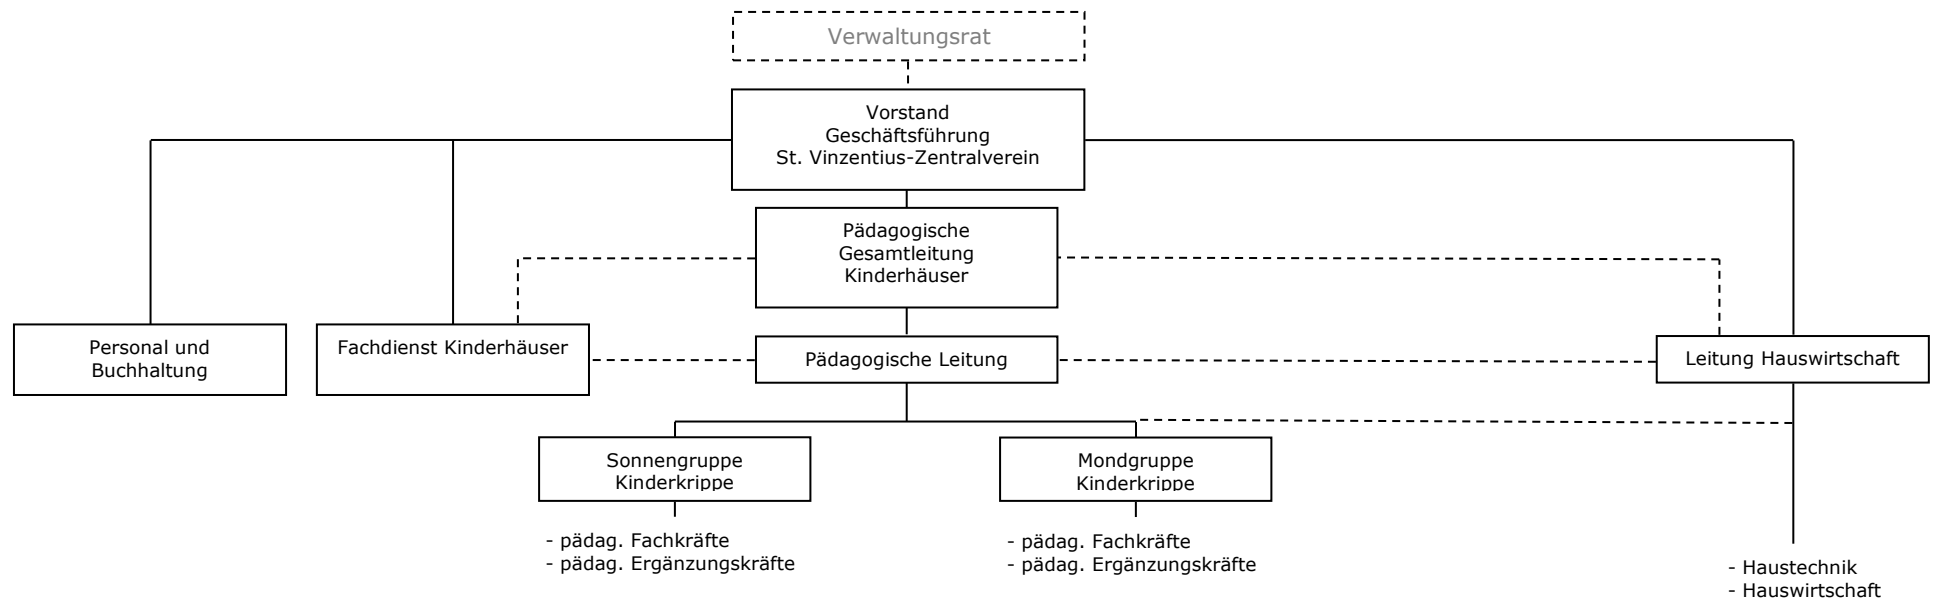 Verwaltungsrat
Vorstand
Geschäftsführung
St. Vinzentius-Zentralverein
Pädagogische
Gesamtleitung
Kinderhäuser
Personal und
Buchhaltung
Fachdienst Kinderhäuser
Pädagogische Leitung
Leitung Hauswirtschaft
Sonnengruppe
Kinderkrippe
Mondgruppe
Kinderkrippe
- pädag. Fachkräfte
- pädag. Ergänzungskräfte
- pädag. Fachkräfte
- pädag. Ergänzungskräfte
- Haustechnik
- Hauswirtschaft